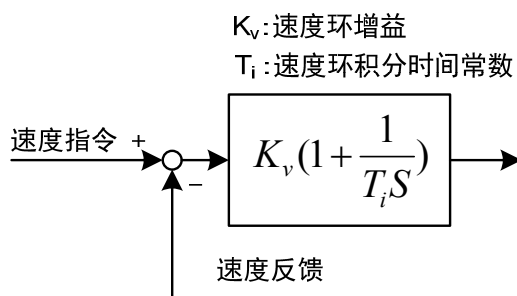 Kv:速度环增益
Ti:速度环积分时间常数
速度指令 +
−
Kv(1+1/TiS)
速度反馈